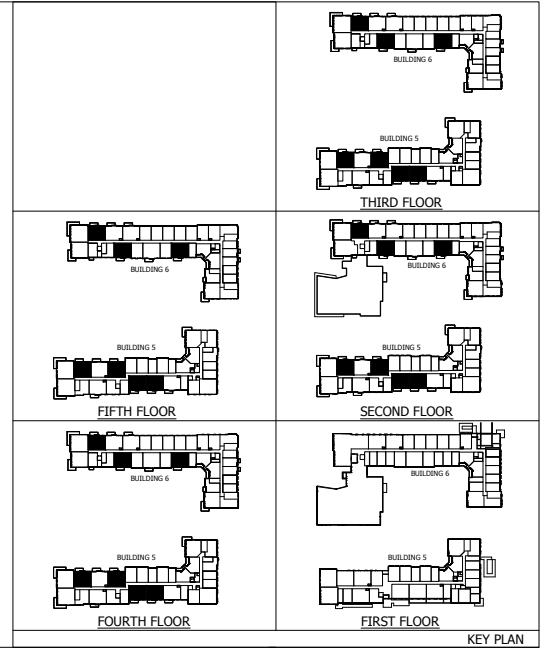 BUILDING 6
BUILDING 5
THIRD FLOOR
BUILDING 6
BUILDING 5
FIFTH FLOOR
BUILDING 6
BUILDING 5
SECOND FLOOR
BUILDING 6
BUILDING 5
FOURTH FLOOR
BUILDING 6
BUILDING 5
FIRST FLOOR
KEY PLAN